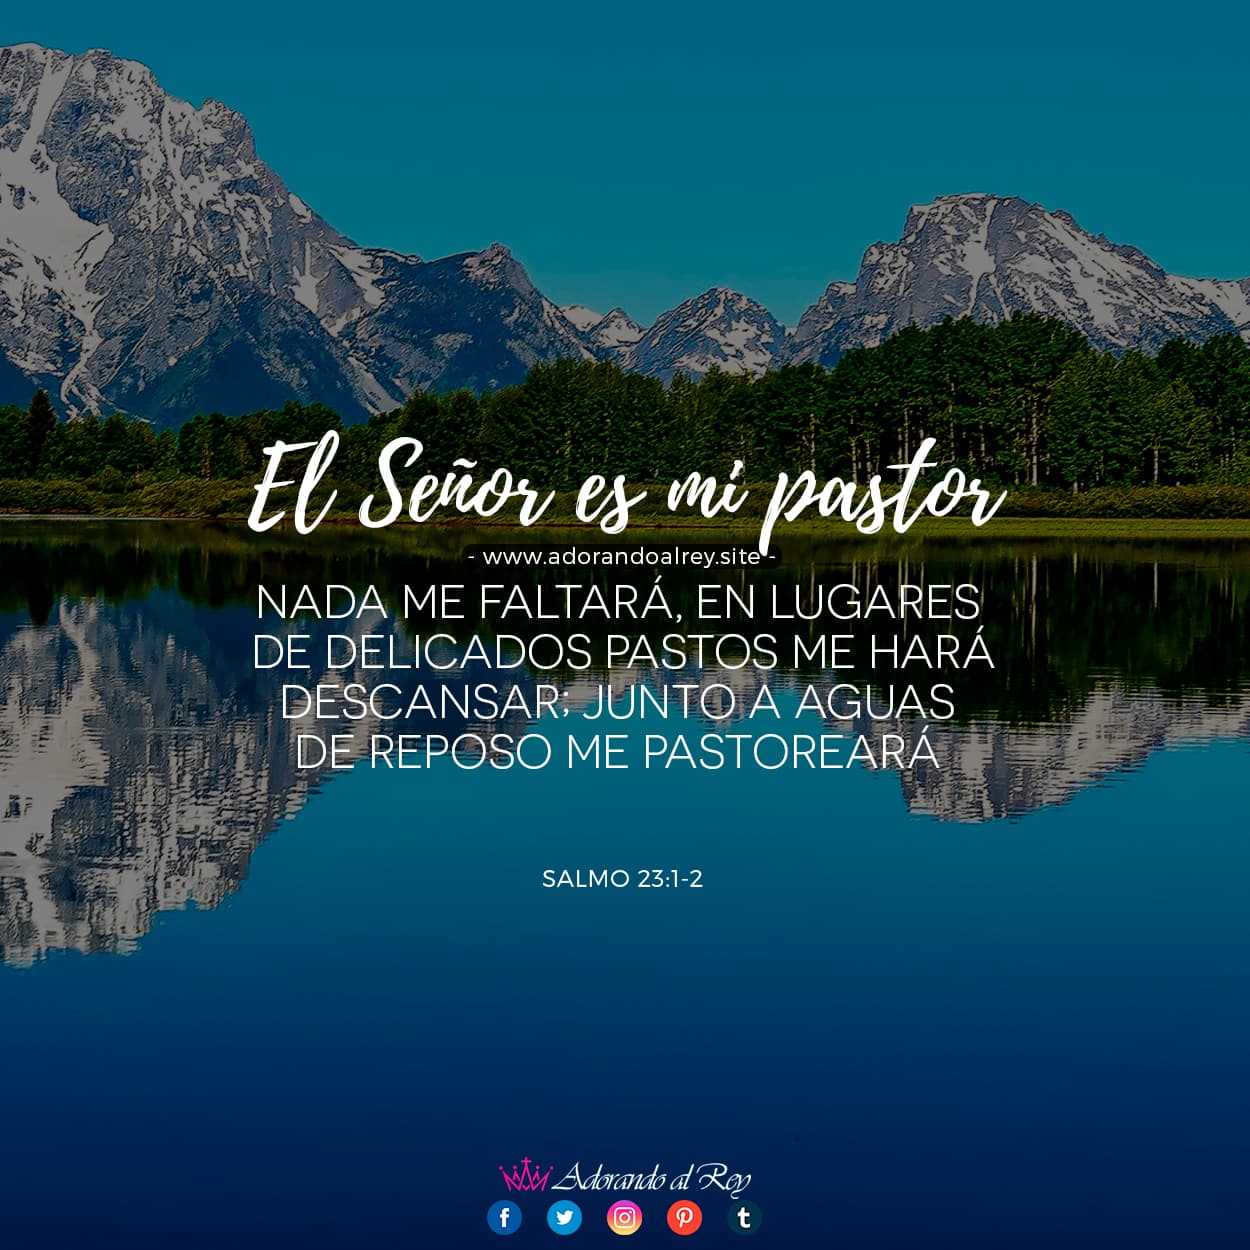 El Señor es mi pastor
- www.adorandoalrey.site -
NADA ME FALTARÁ, EN LUGARES
DE DELICADOS PASTOS ME HARÁ
DESCANSAR; JUNTO A AGUAS
DE REPOSO ME PASTOREARÁ
SALMO 23:1-2
Adorando al Rey